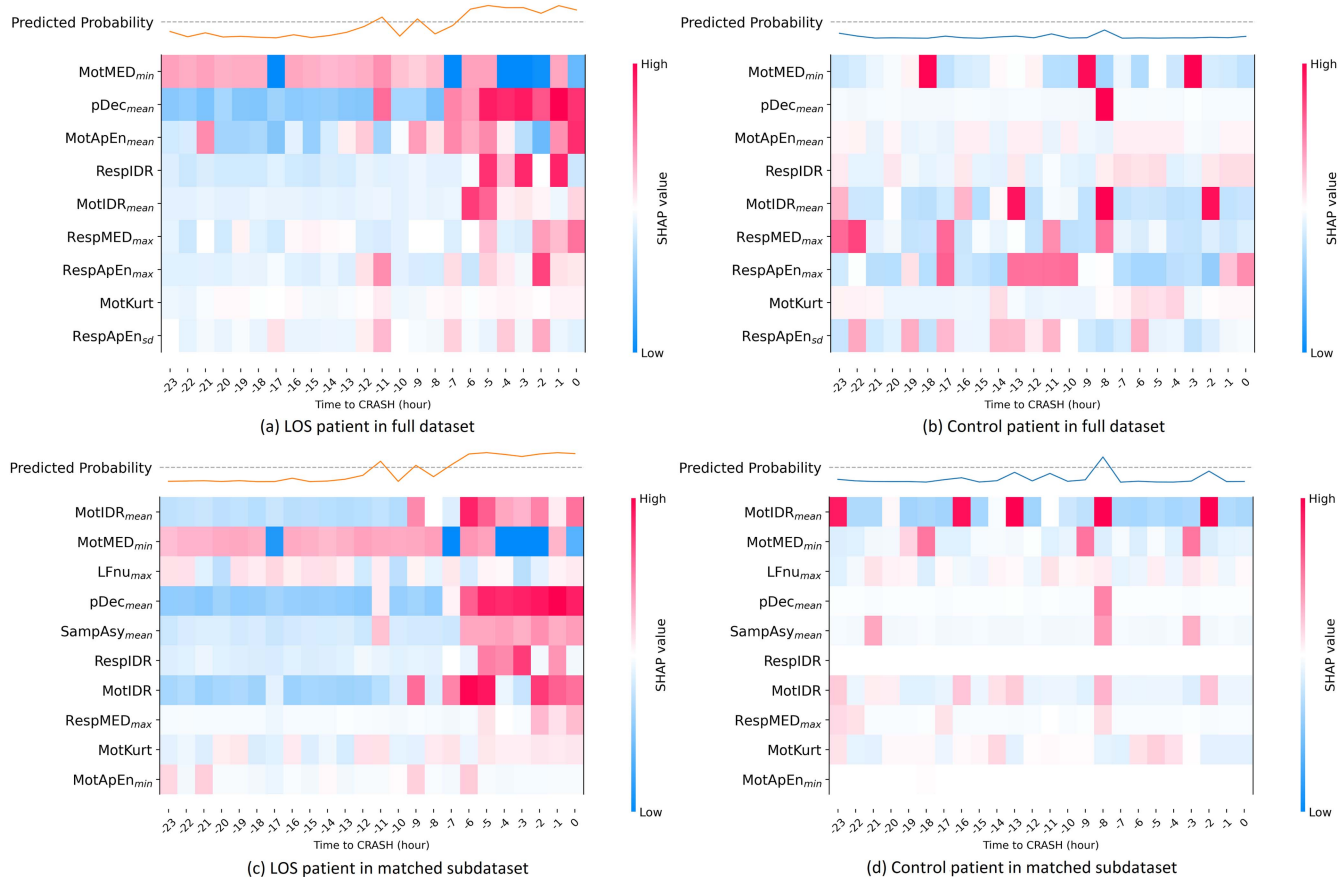 Predicted Probability
MotMED_min
pDec_mean
MotApEn_mean
RespIDR
MotIDR_mean
RespMED_max
RespApEn_max
MotKurt
RespApEn_sd
High
SHAP value
Low
-23 -22 -21 -20 -19 -18 -17 -16 -15 -14 -13 -12 -11 -10 -9 -8 -7 -6 -5 -4 -3 -2 -1 0
Time to CRASH (hour)
(a) LOS patient in full dataset
Predicted Probability
MotMED_min
pDec_mean
MotApEn_mean
RespIDR
MotIDR_mean
RespMED_max
RespApEn_max
MotKurt
RespApEn_sd
High
SHAP value
Low
-23 -22 -21 -20 -19 -18 -17 -16 -15 -14 -13 -12 -11 -10 -9 -8 -7 -6 -5 -4 -3 -2 -1 0
Time to CRASH (hour)
(b) Control patient in full dataset
Predicted Probability
MotIDR_mean
MotMED_min
LFnu_max
pDec_mean
SampAsy_mean
RespIDR
MotIDR
RespMED_max
MotKurt
MotApEn_min
High
SHAP value
Low
-23 -22 -21 -20 -19 -18 -17 -16 -15 -14 -13 -12 -11 -10 -9 -8 -7 -6 -5 -4 -3 -2 -1 0
Time to CRASH (hour)
(c) LOS patient in matched subdataset
Predicted Probability
MotIDR_mean
MotMED_min
LFnu_max
pDec_mean
SampAsy_mean
RespIDR
MotIDR
RespMED_max
MotKurt
MotApEn_min
High
SHAP value
Low
-23 -22 -21 -20 -19 -18 -17 -16 -15 -14 -13 -12 -11 -10 -9 -8 -7 -6 -5 -4 -3 -2 -1 0
Time to CRASH (hour)
(d) Control patient in matched subdataset